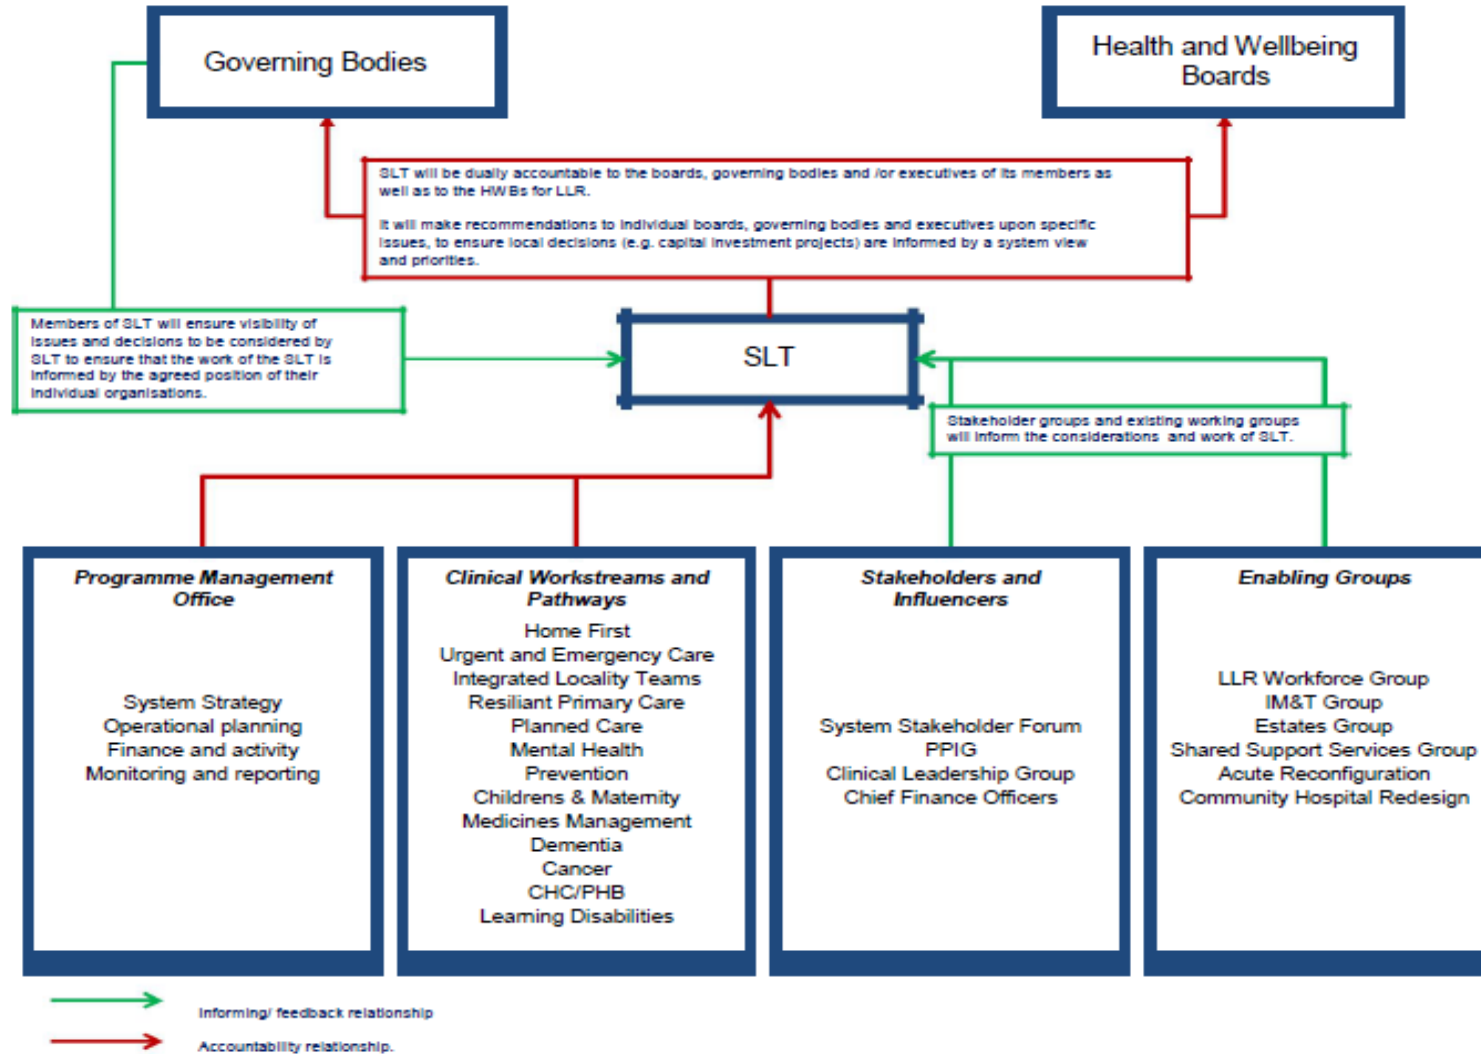 Governing Bodies
Health and Wellbeing
Boards
SLT will be dually accountable to the boards, governing bodies and /or executives of its members as
well as to the HWBs for LLR.
It will make recommendations to individual boards, governing bodies and executives upon specific
issues, to ensure local decisions (e.g. capital investment projects) are informed by a system view
and priorities.
Members of SLT will ensure visibility of
issues and decisions to be considered by
SLT to ensure that the work of the SLT is
informed by the agreed position of their
individual organisations.
SLT
Stakeholder groups and existing working groups
will inform the considerations and work of SLT.
Programme Management
Office
System Strategy
Operational planning
Finance and activity
Monitoring and reporting
Clinical Workstreams and
Pathways
Home First
Urgent and Emergency Care
Integrated Locality Teams
Resiliant Primary Care
Planned Care
Mental Health
Prevention
Childrens & Maternity
Medicines Management
Dementia
Cancer
CHC/PHB
Learning Disabilities
Stakeholders and
Influencers
System Stakeholder Forum
PPIG
Clinical Leadership Group
Chief Finance Officers
Enabling Groups
LLR Workforce Group
IM&T Group
Estates Group
Shared Support Services Group
Acute Reconfiguration
Community Hospital Redesign
Informing/ feedback relationship
Accountability relationship.